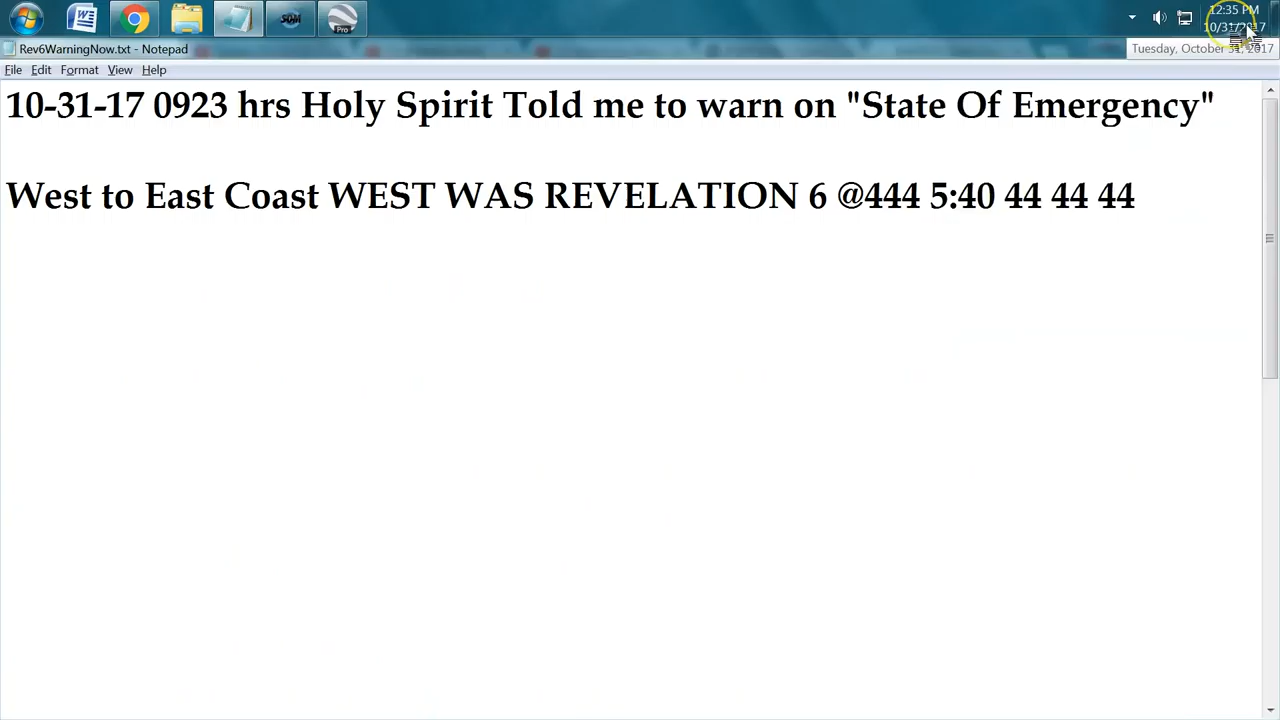 12:35 PM
Pro
Rev6WarningNow.txt - Notepad
Tuesday, October 31, 2017
File Edit Format View Help
10-31-17 0923 hrs Holy Spirit Told me to warn on "State Of Emergency"
West to East Coast WEST WAS REVELATION 6 @444 5:40 44 44 44